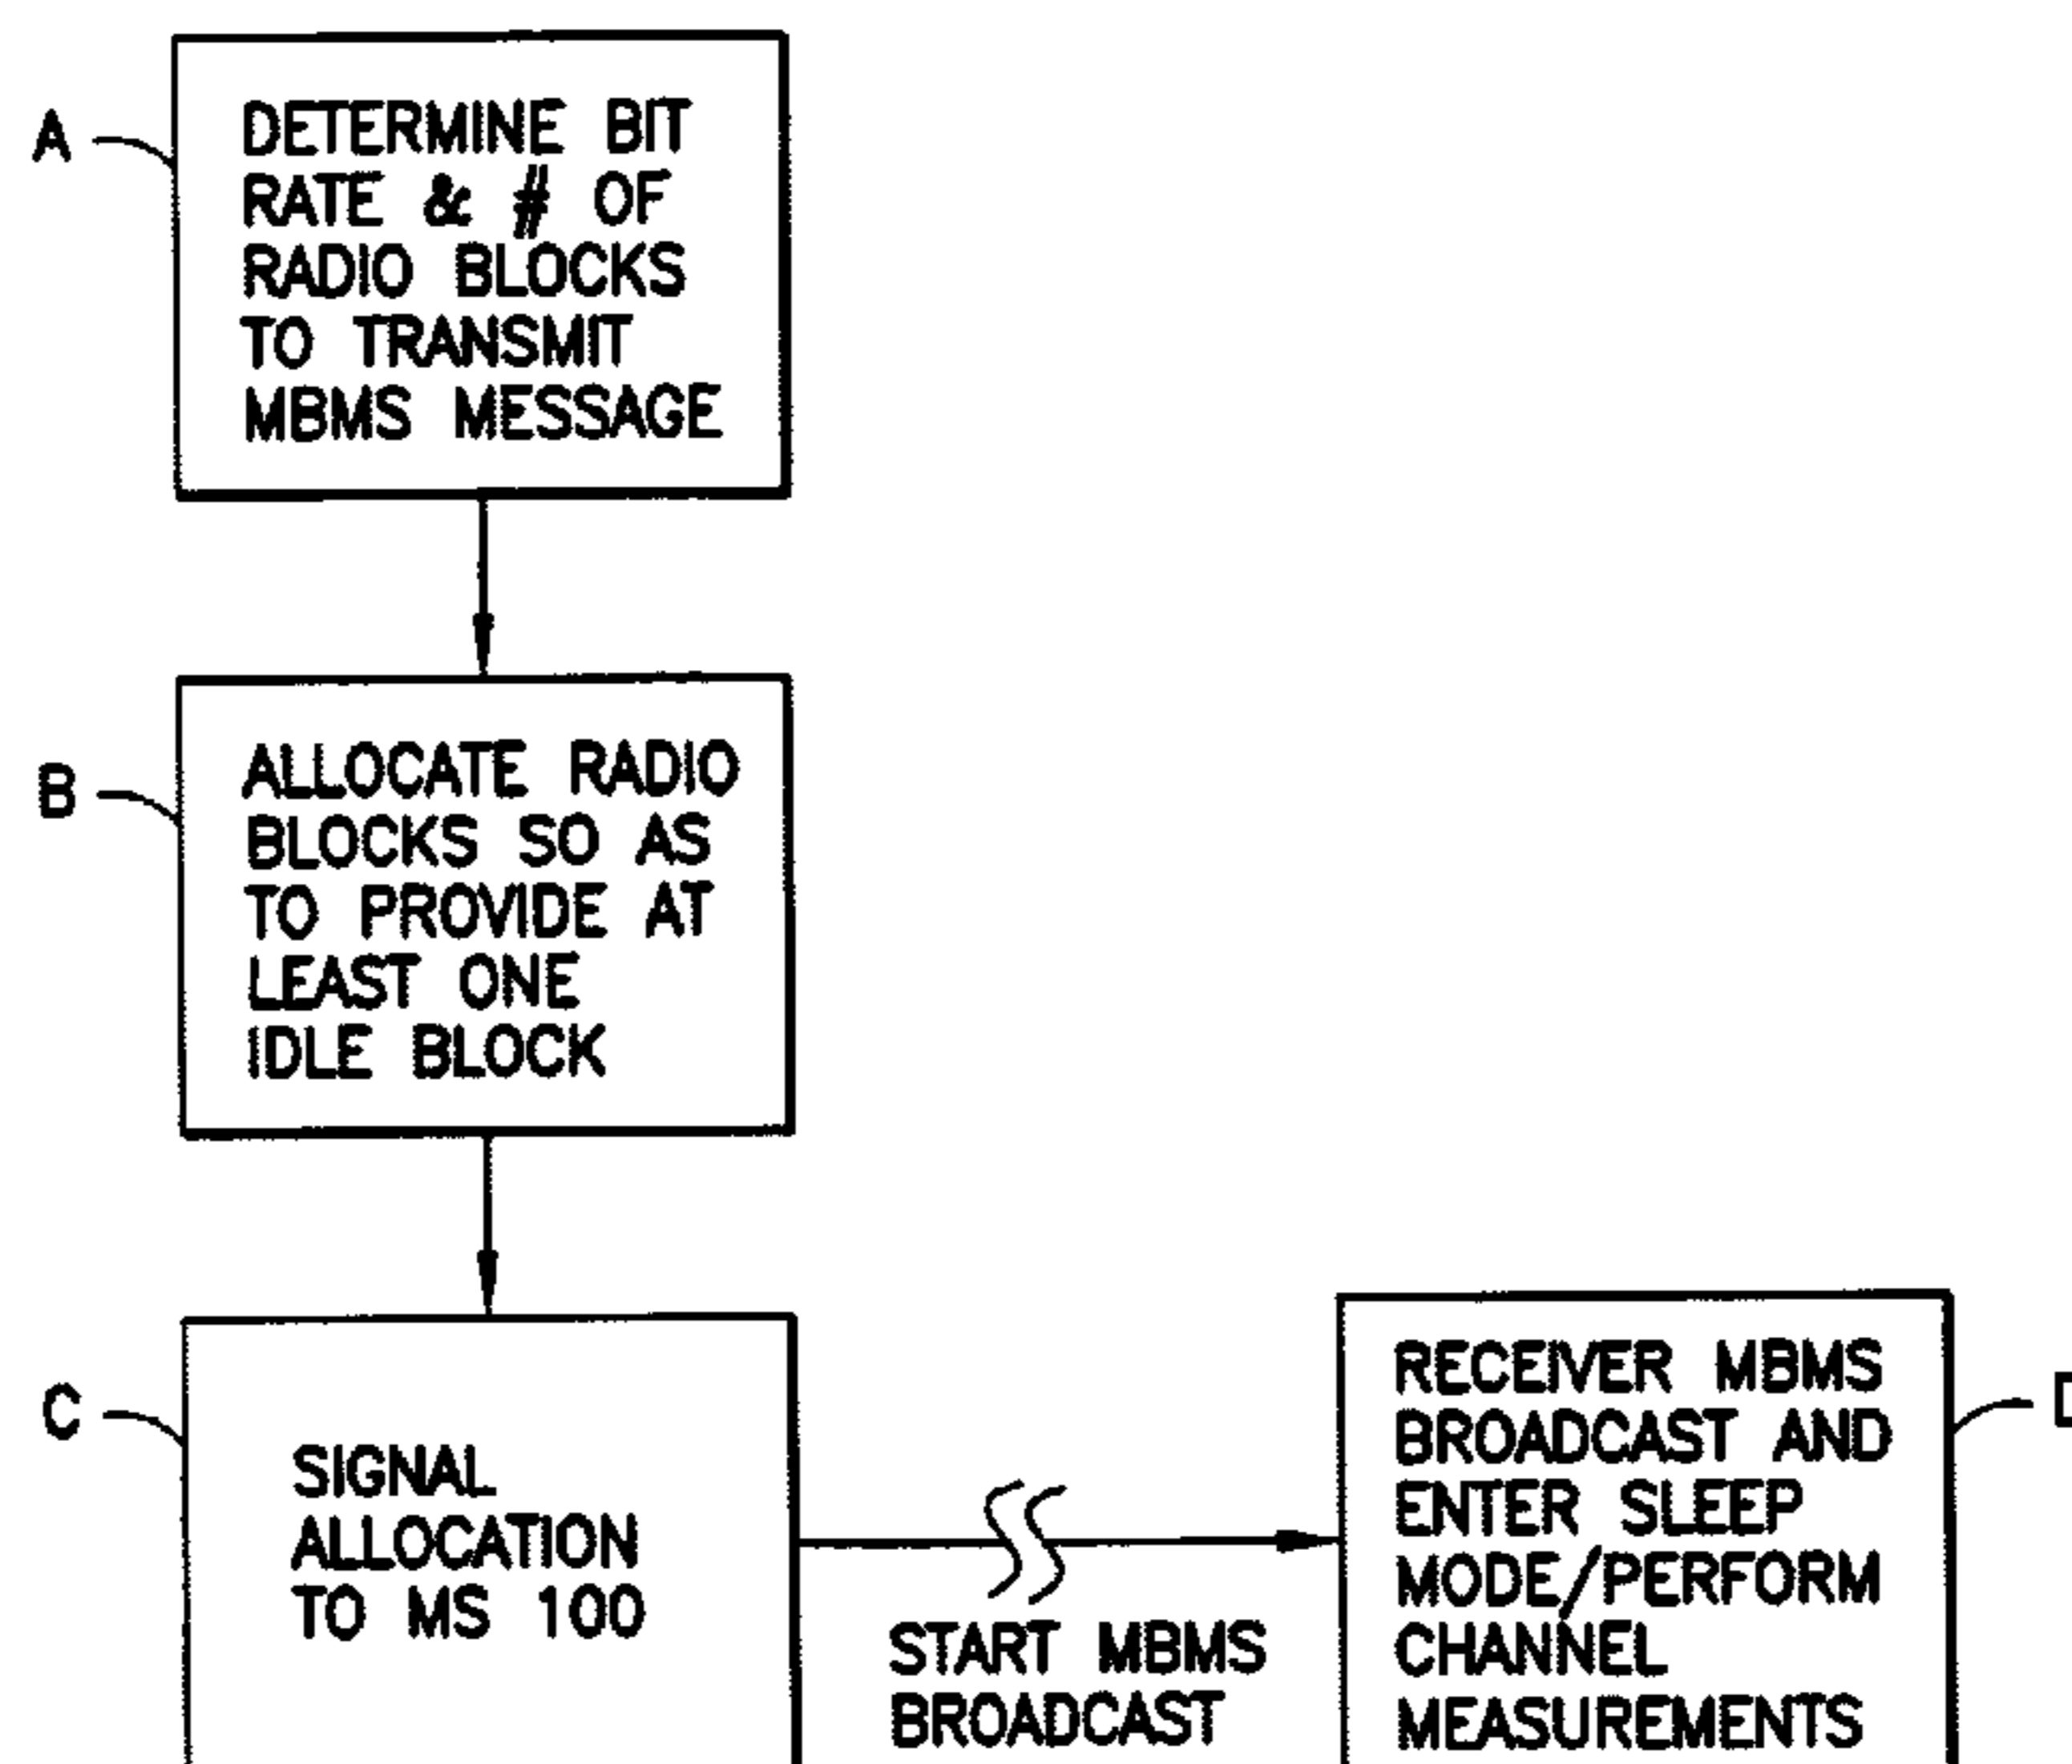 A
DETERMINE BIT
RATE & # OF
RADIO BLOCKS
TO TRANSMIT
MBMS MESSAGE
B
ALLOCATE RADIO
BLOCKS SO AS
TO PROVIDE AT
LEAST ONE
IDLE BLOCK
C
SIGNAL
ALLOCATION
TO MS 100
START MBMS
BROADCAST
RECEIVER MBMS
BROADCAST AND
ENTER SLEEP
MODE/PERFORM
CHANNEL
MEASUREMENTS